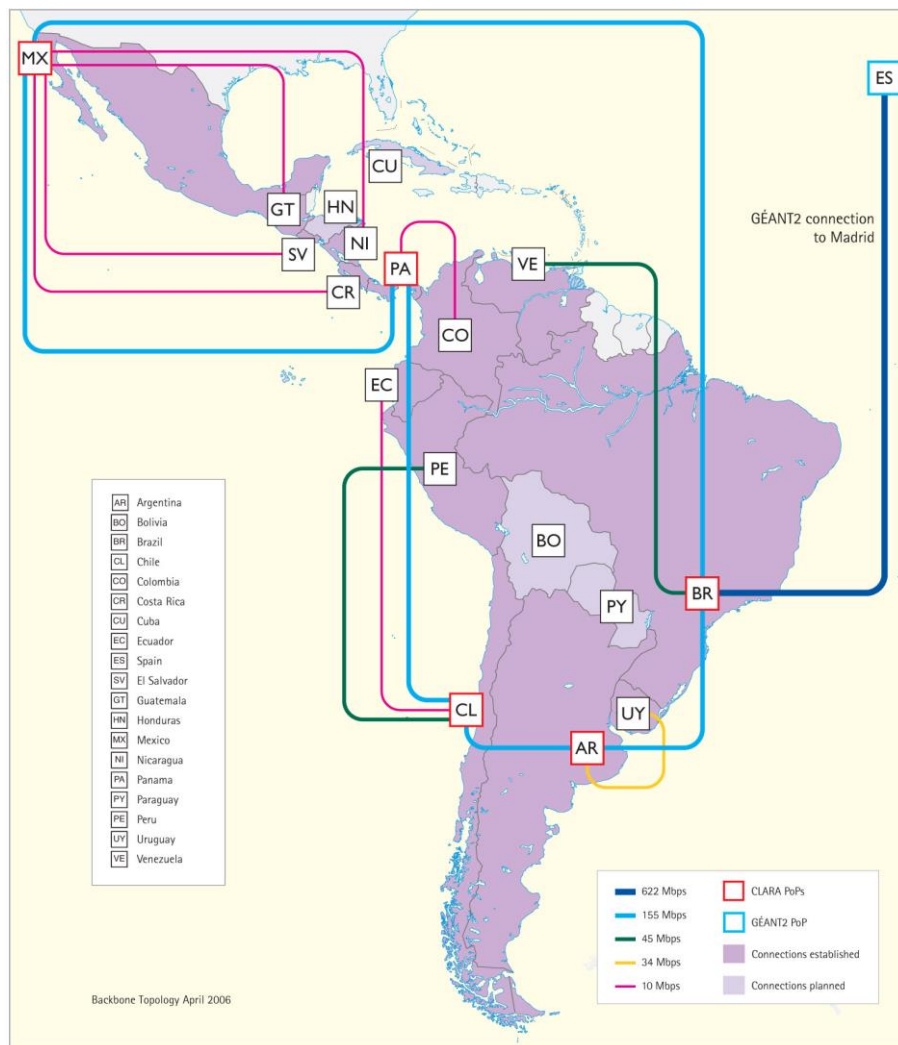 MX
ES
CU
GÉANT2 connection
to Madrid
GT
HN
NI
SV
PA
VE
CR
CO
EC
PE
BO
BR
PY
CL
UY
AR
AR Argentina
BO Bolivia
BR Brazil
CL Chile
CO Colombia
CR Costa Rica
CU Cuba
EC Ecuador
ES Spain
SV El Salvador
GT Guatemala
HN Honduras
MX Mexico
NI Nicaragua
PA Panama
PY Paraguay
PE Peru
UY Uruguay
VE Venezuela
622 Mbps
155 Mbps
45 Mbps
34 Mbps
10 Mbps
CLARA PoPs
GÉANT2 PoP
Connections established
Connections planned
Backbone Topology April 2006